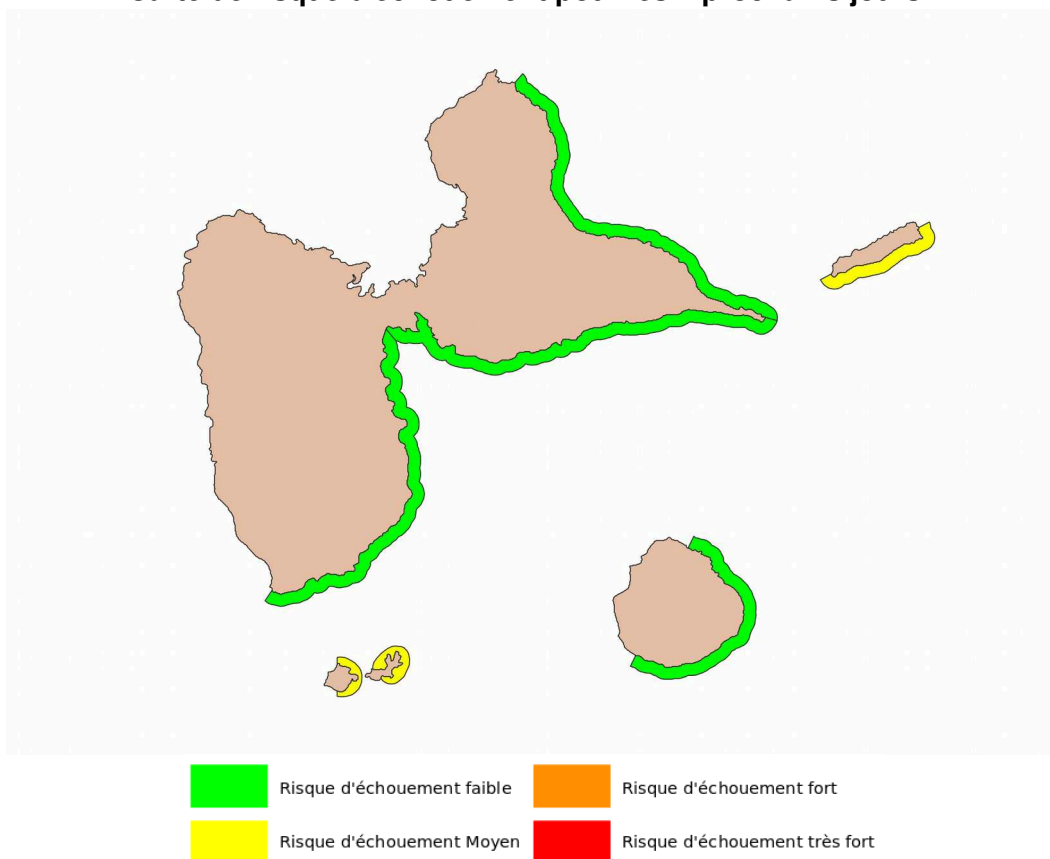 Risque d'échouement faible
Risque d'échouement fort
Risque d'échouement Moyen
Risque d'échouement très fort